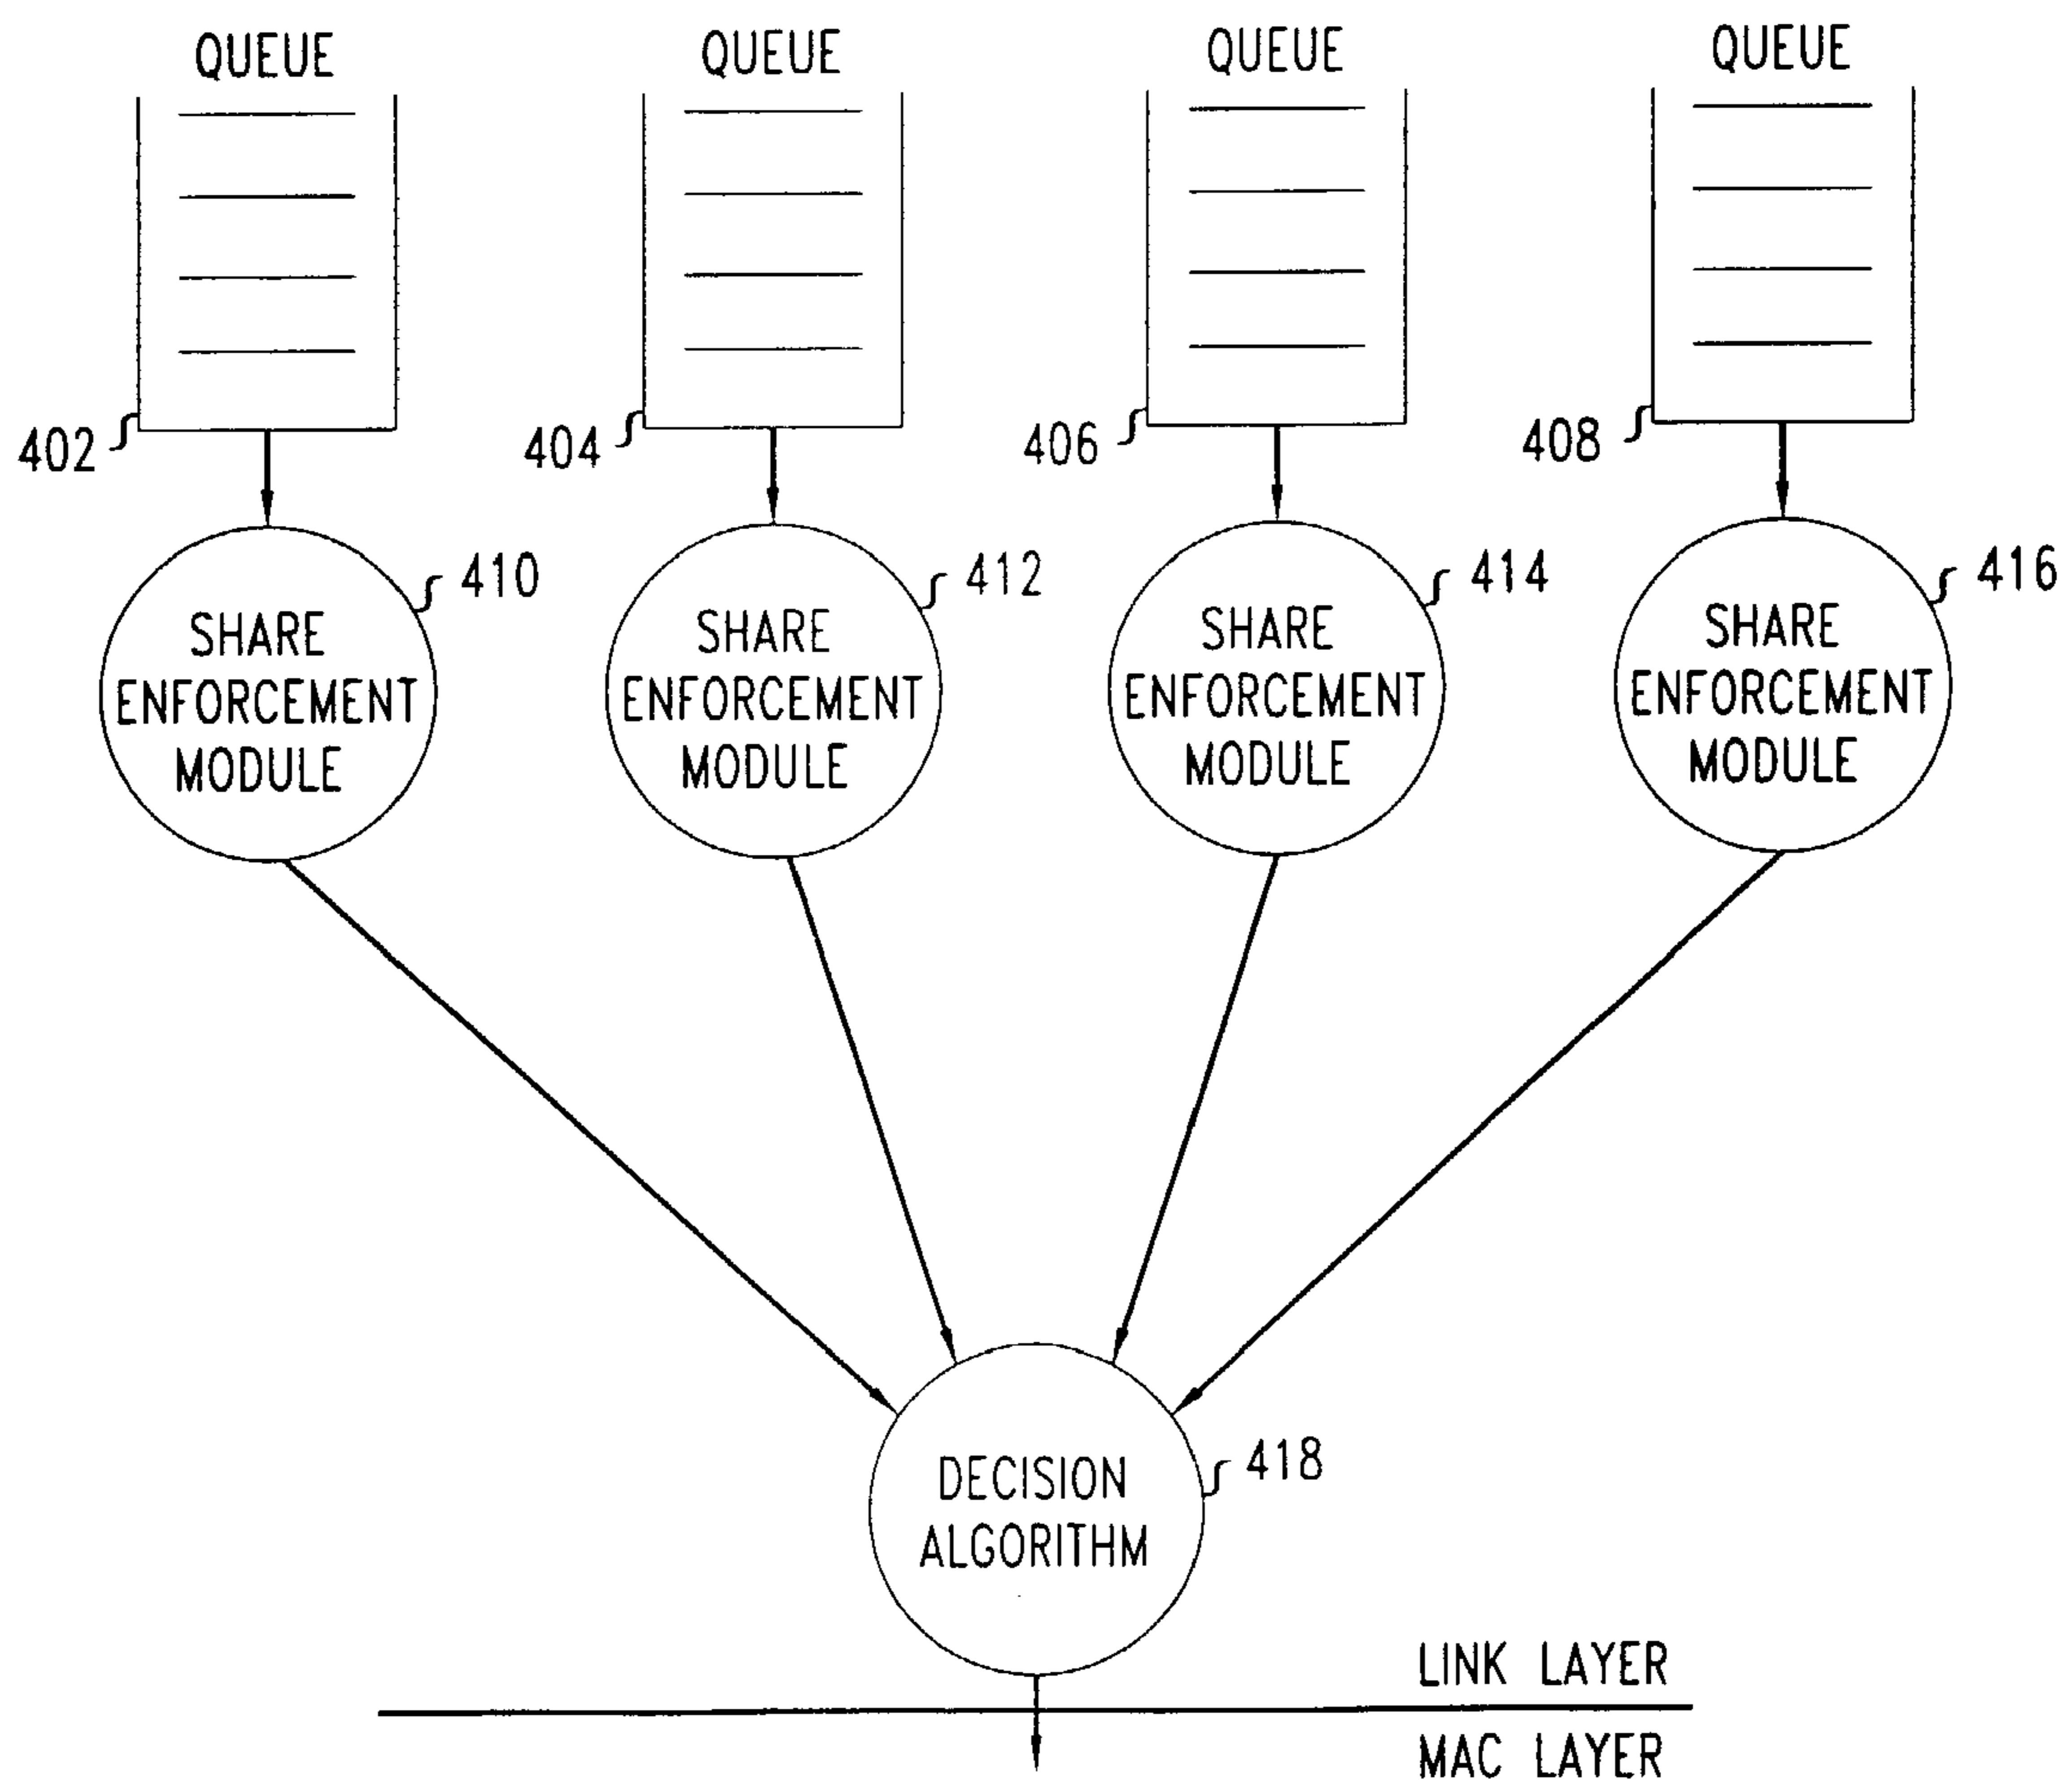 QUEUE QUEUE QUEUE QUEUE
402 404 406 408
410 412 414 416
SHARE
ENFORCEMENT
MODULE
SHARE
ENFORCEMENT
MODULE
SHARE
ENFORCEMENT
MODULE
SHARE
ENFORCEMENT
MODULE
418
DECISION
ALGORITHM
LINK LAYER
MAC LAYER